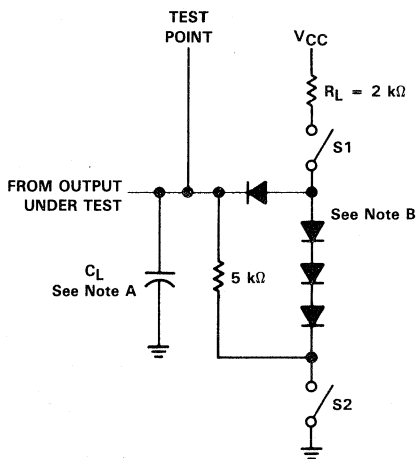 TEST
POINT
VCC
RL = 2 kΩ
S1
FROM OUTPUT
UNDER TEST
See Note B
CL
See Note A
5 kΩ
S2